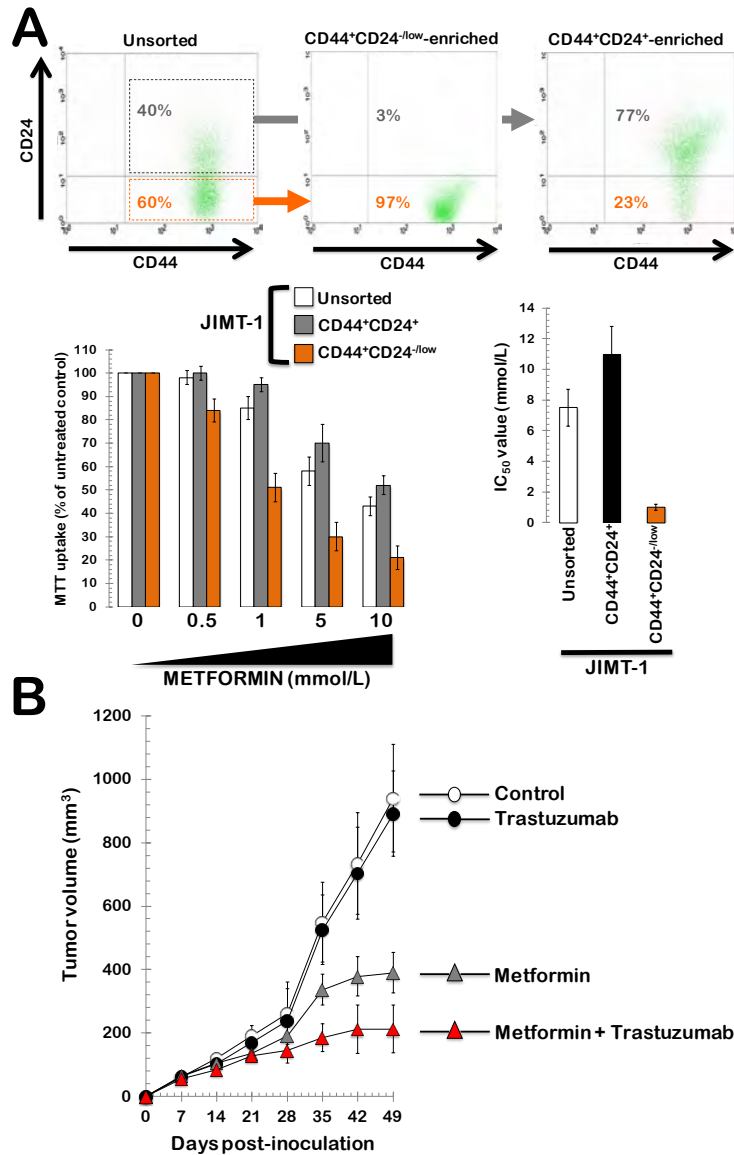 A
Unsorted
CD44⁺CD24⁻/ˡᵒʷ-enriched
CD44⁺CD24⁺-enriched
CD24
40%
60%
3%
97%
77%
23%
CD44
CD44
CD44
JIMT-1
Unsorted
CD44⁺CD24⁺
CD44⁺CD24⁻/ˡᵒʷ
MTT uptake (% of untreated control)
110
100
90
80
70
60
50
40
30
20
10
0
0 0.5 1 5 10
METFORMIN (mmol/L)
IC₅₀ value (mmol/L)
14
12
10
8
6
4
2
0
Unsorted
CD44⁺CD24⁺
CD44⁺CD24⁻/ˡᵒʷ
JIMT-1
B
Tumor volume (mm³)
1200
1000
800
600
400
200
0
0 7 14 21 28 35 42 49
Days post-inoculation
Control
Trastuzumab
Metformin
Metformin + Trastuzumab